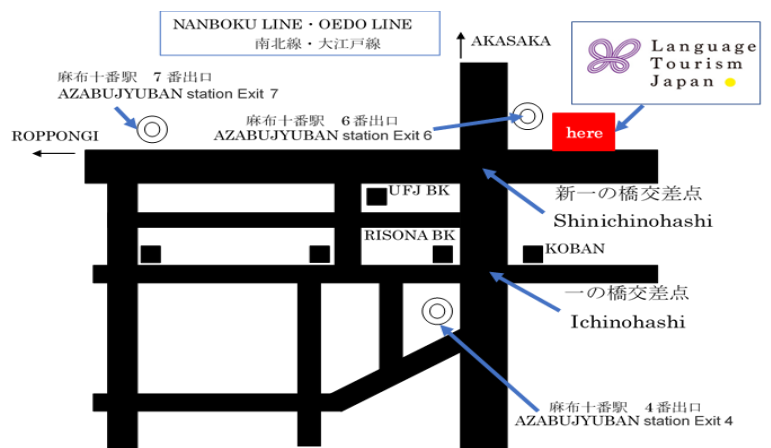 NANBOKU LINE・OEDO LINE
南北線・大江戸線
AKASAKA
Language
Tourism
Japan
麻布十番駅　7番出口
AZABUJYUBAN station Exit 7
麻布十番駅　6番出口
AZABUJYUBAN station Exit 6
ROPPONGI
here
UFJ BK
新一の橋交差点
Shinichinohashi
RISONA BK
KOBAN
一の橋交差点
Ichinohashi
麻布十番駅　4番出口
AZABUJYUBAN station Exit 4